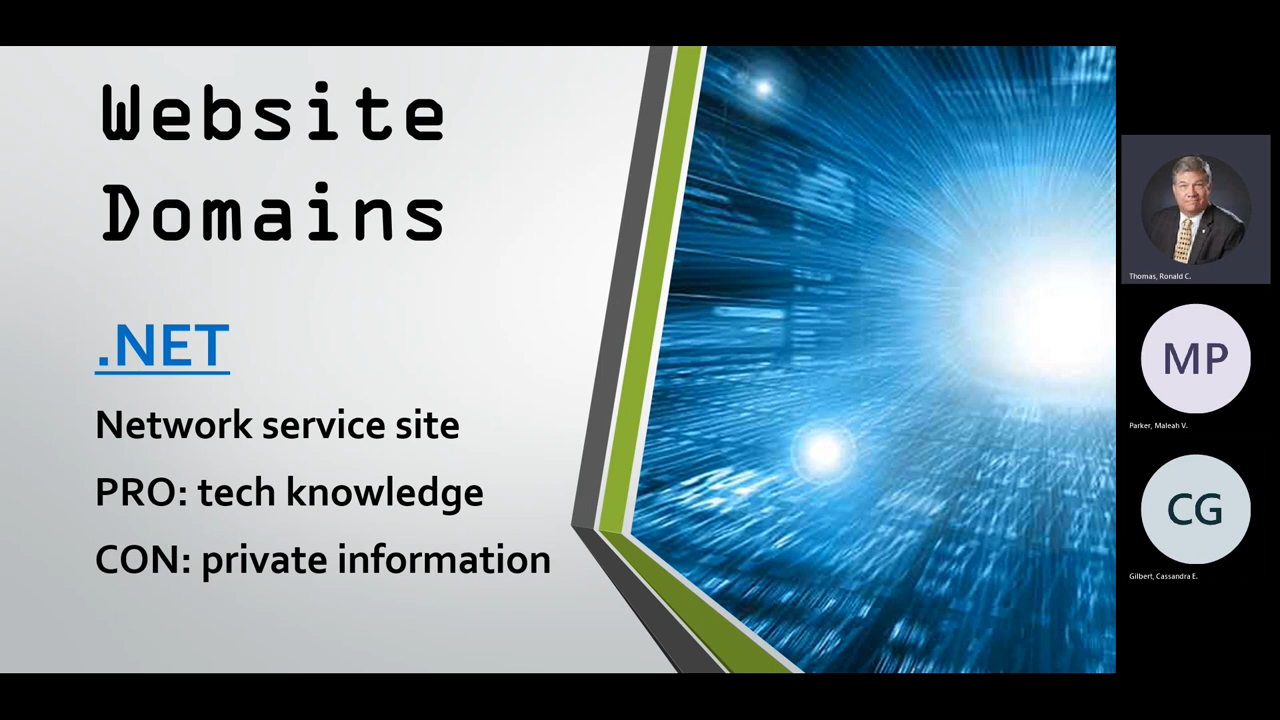 Website
Domains
.NET
Network service site
PRO: tech knowledge
CON: private information
Thomas, Ronald C.
MP
Parker, Maleah V.
CG
Gilbert, Cassandra E.